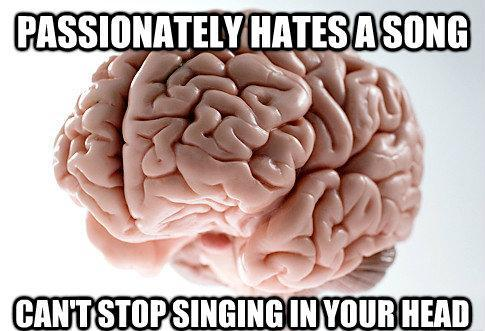 PASSIONATELY HATES A SONG
CAN'T STOP SINGING IN YOUR HEAD